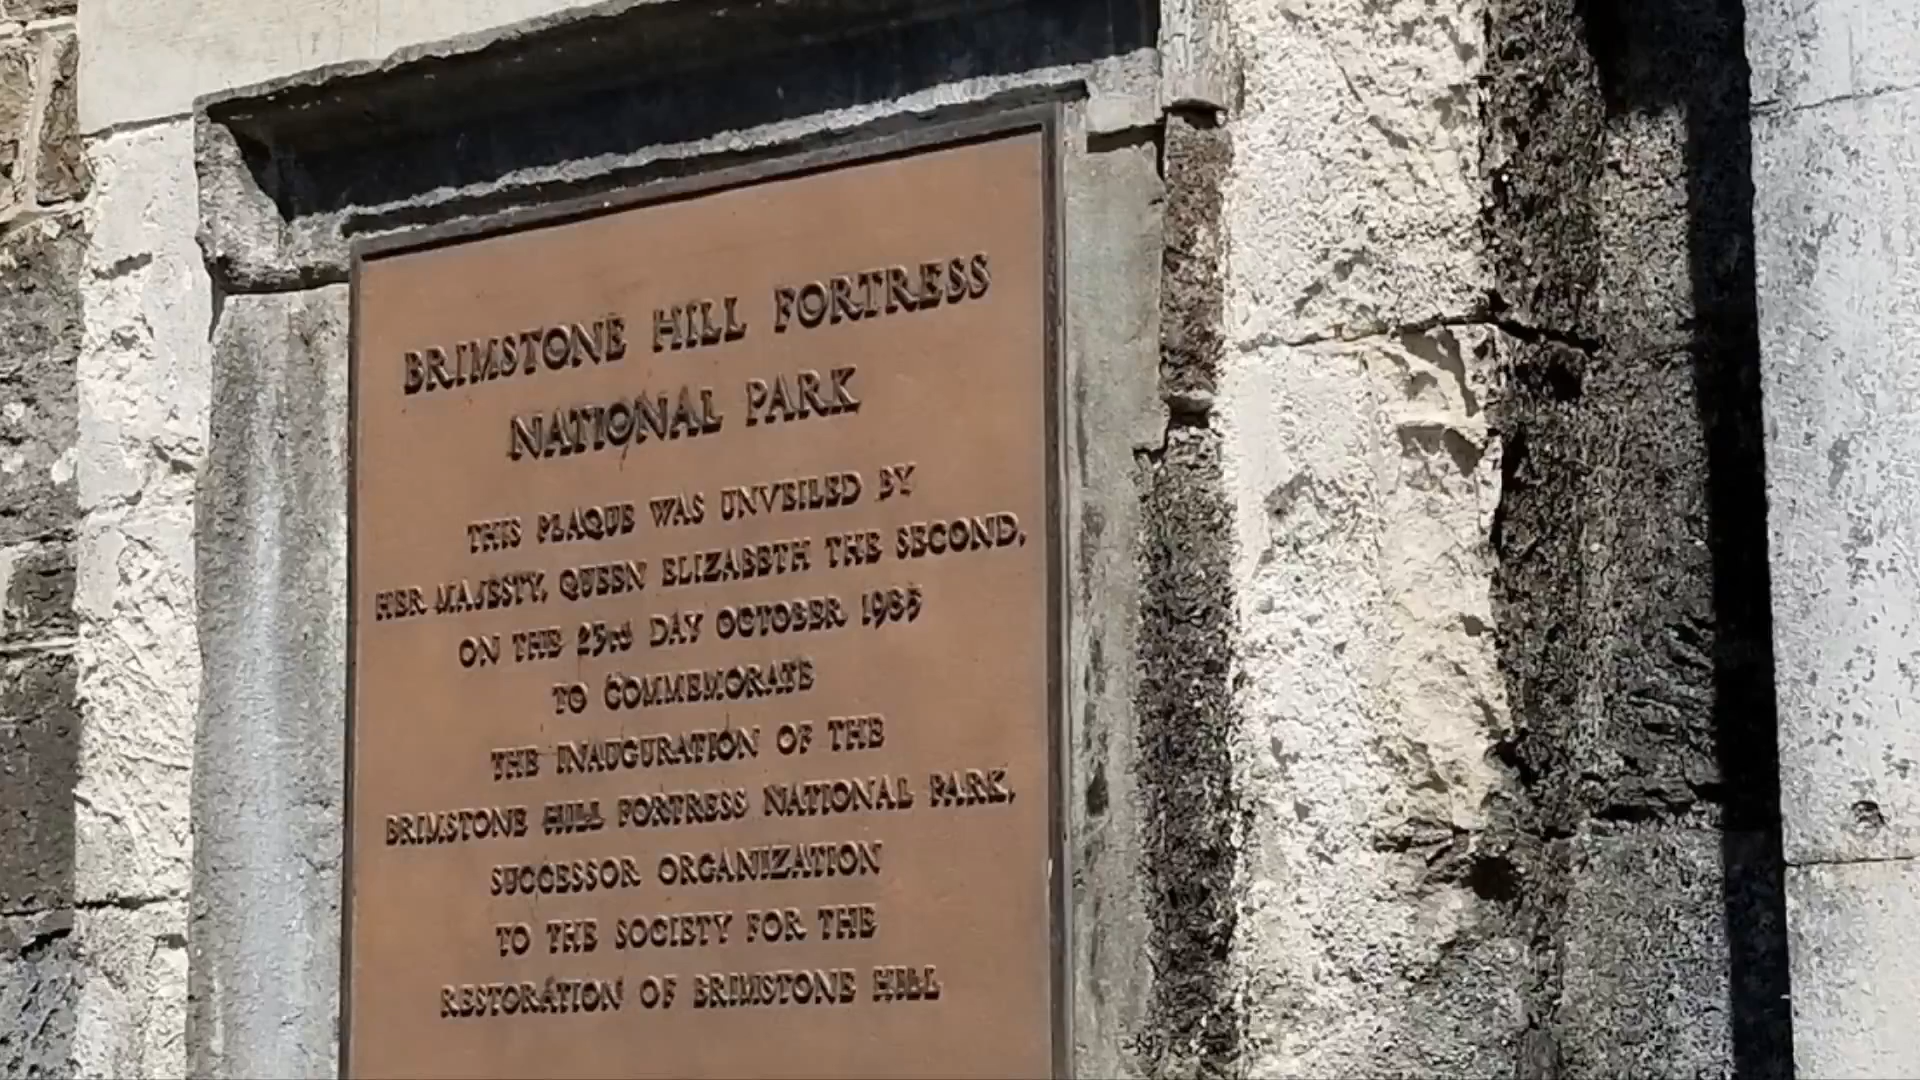 BRIMSTONE HILL FORTRESS
NATIONAL PARK
THIS PLAQUE WAS UNVEILED BY
HER MAJESTY, QUEEN ELIZABETH THE SECOND,
ON THE 23rd DAY OCTOBER 1985
TO COMMEMORATE
THE INAUGURATION OF THE
BRIMSTONE HILL FORTRESS NATIONAL PARK,
SUCCESSOR ORGANIZATION
TO THE SOCIETY FOR THE
RESTORATION OF BRIMSTONE HILL